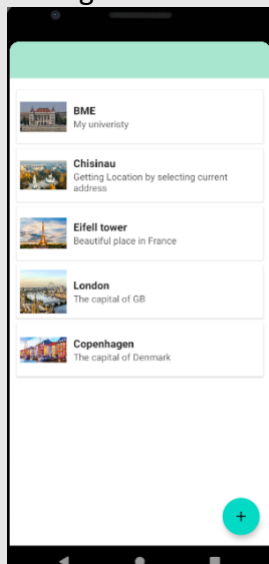 BME
My univeristy
Chisinau
Getting Location by selecting current
address
Eifell tower
Beautiful place in France
London
The capital of GB
Copenhagen
The capital of Denmark
+